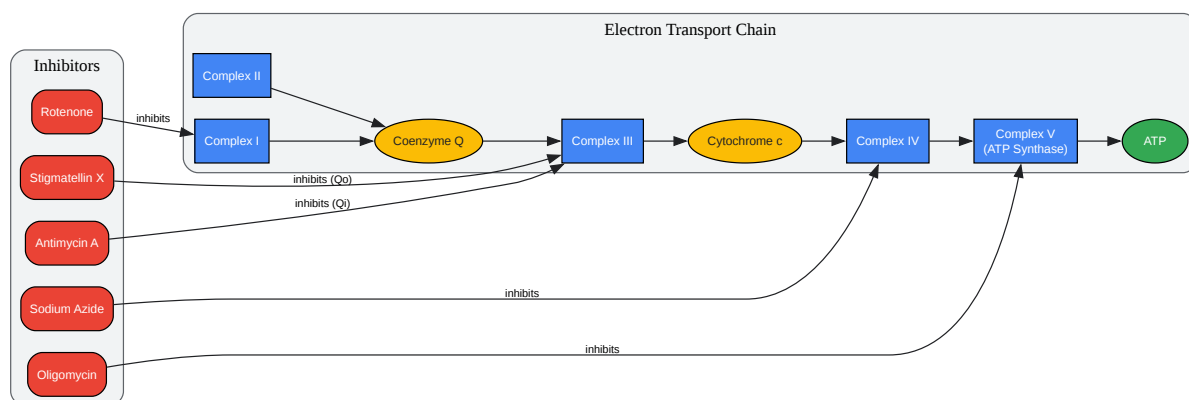 Electron Transport Chain
Inhibitors
Complex II
Rotenone
inhibits
Complex I
Coenzyme Q
Complex III
Cytochrome c
Complex IV
Complex V
(ATP Synthase)
ATP
Stigmatellin X
inhibits (Qo)
inhibits (Qi)
Antimycin A
Sodium Azide
inhibits
Oligomycin
inhibits